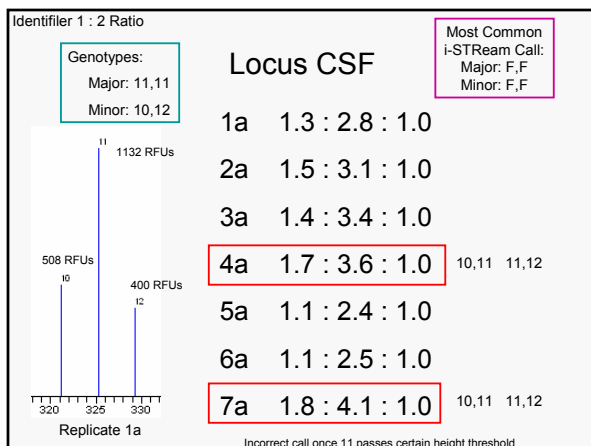 Identifiler 1 : 2 Ratio
Genotypes:
Major: 11,11
Minor: 10,12
Locus CSF
Most Common
i-STReam Call:
Major: F,F
Minor: F,F
11
1132 RFUs
508 RFUs
10
400 RFUs
12
320 325 330
Replicate 1a
1a 1.3 : 2.8 : 1.0
2a 1.5 : 3.1 : 1.0
3a 1.4 : 3.4 : 1.0
4a 1.7 : 3.6 : 1.0 10,11 11,12
5a 1.1 : 2.4 : 1.0
6a 1.1 : 2.5 : 1.0
7a 1.8 : 4.1 : 1.0 10,11 11,12
Incorrect call once 11 passes certain height threshold